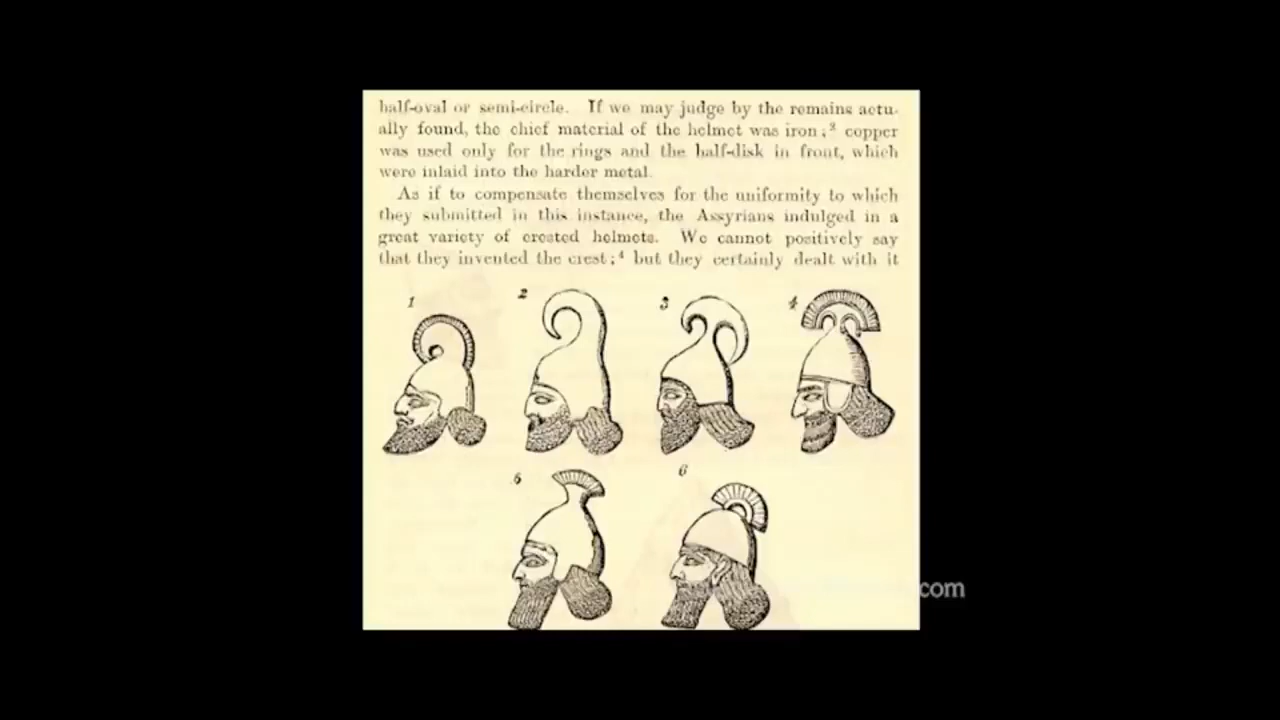 half-oval or semi-circle. If we may judge by the remains actu-
ally found, the chief material of the helmet was iron;³ copper
was used only for the rings and the half-disk in front, which
were inlaid into the harder metal.
As if to compensate themselves for the uniformity to which
they submitted in this instance, the Assyrians indulged in a
great variety of crested helmets. We cannot positively say
that they invented the crest;⁴ but they certainly dealt with it
1 2 3 4
5 6
.com